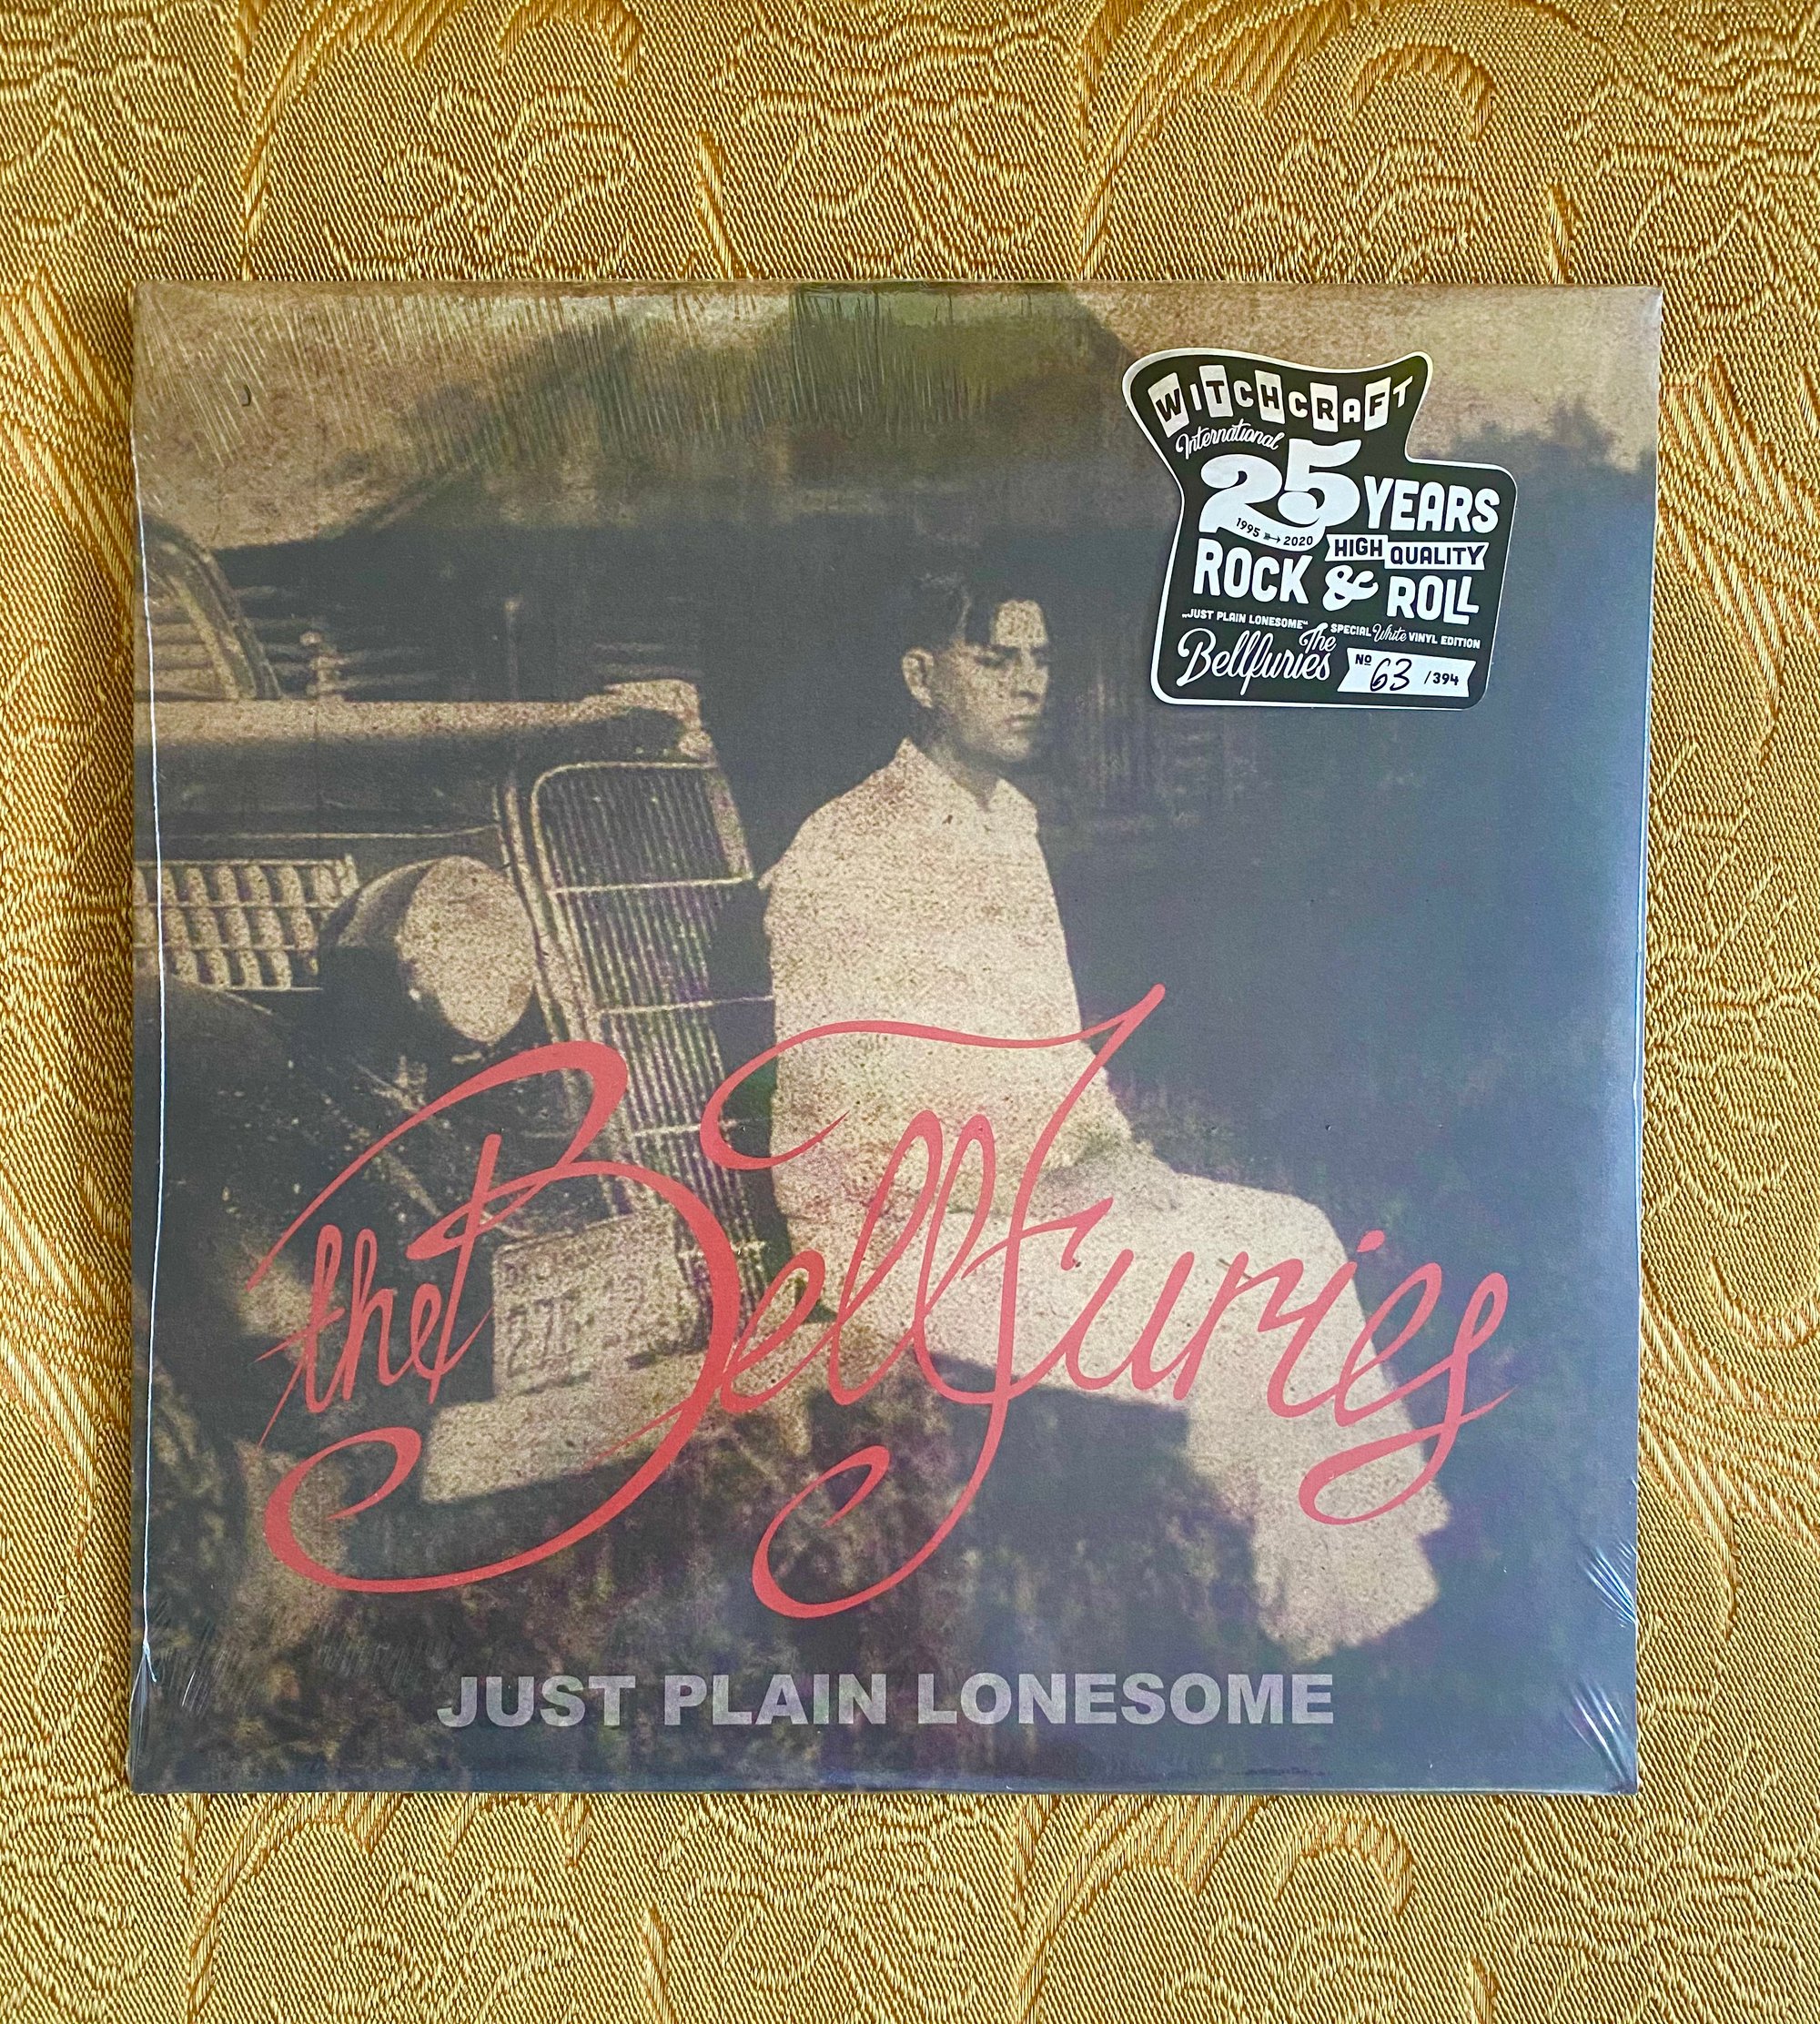 WITCHCRAFT
International
25 YEARS
1995 ➳ 2020
HIGH QUALITY
ROCK & ROLL
„JUST PLAIN LONESOME“ SPECIAL White VINYL EDITION
The Bellfuries
Nº 63 /394
the Bellfuries
JUST PLAIN LONESOME